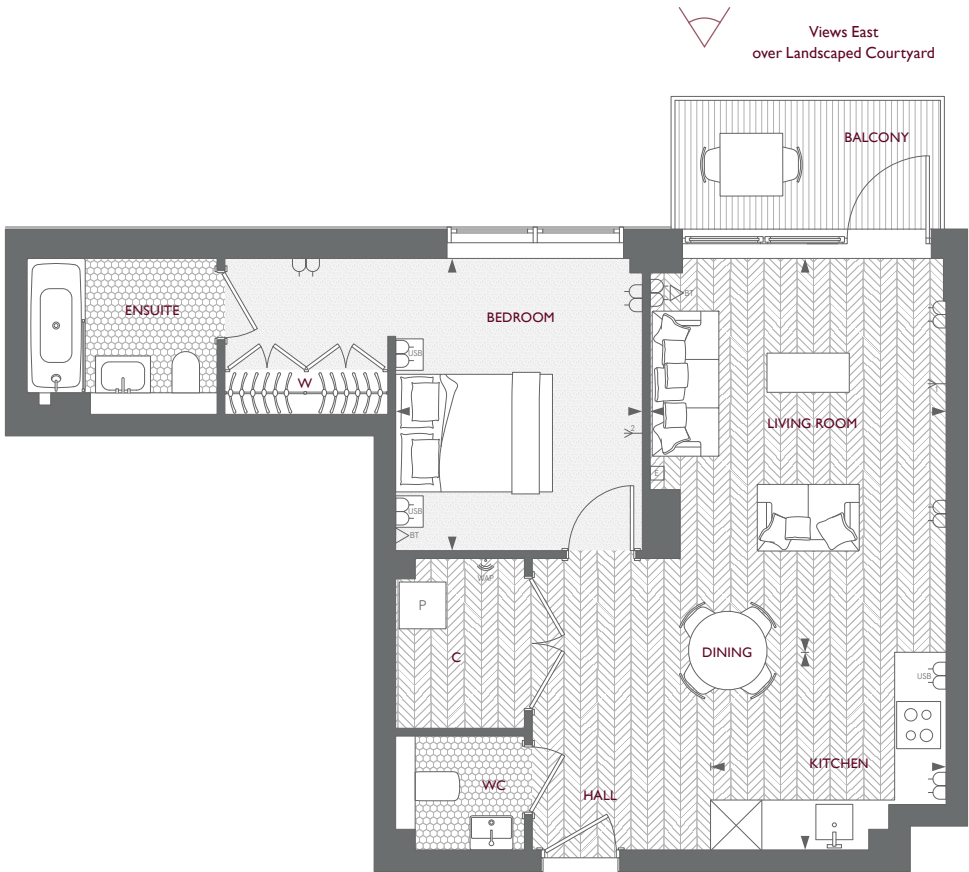 Views East
over Landscaped Courtyard
BALCONY
ENSUITE
BEDROOM
BT
USB
W
LIVING ROOM
2
E
USB
BT
WAP
P
C
DINING
USB
KITCHEN
WC
HALL